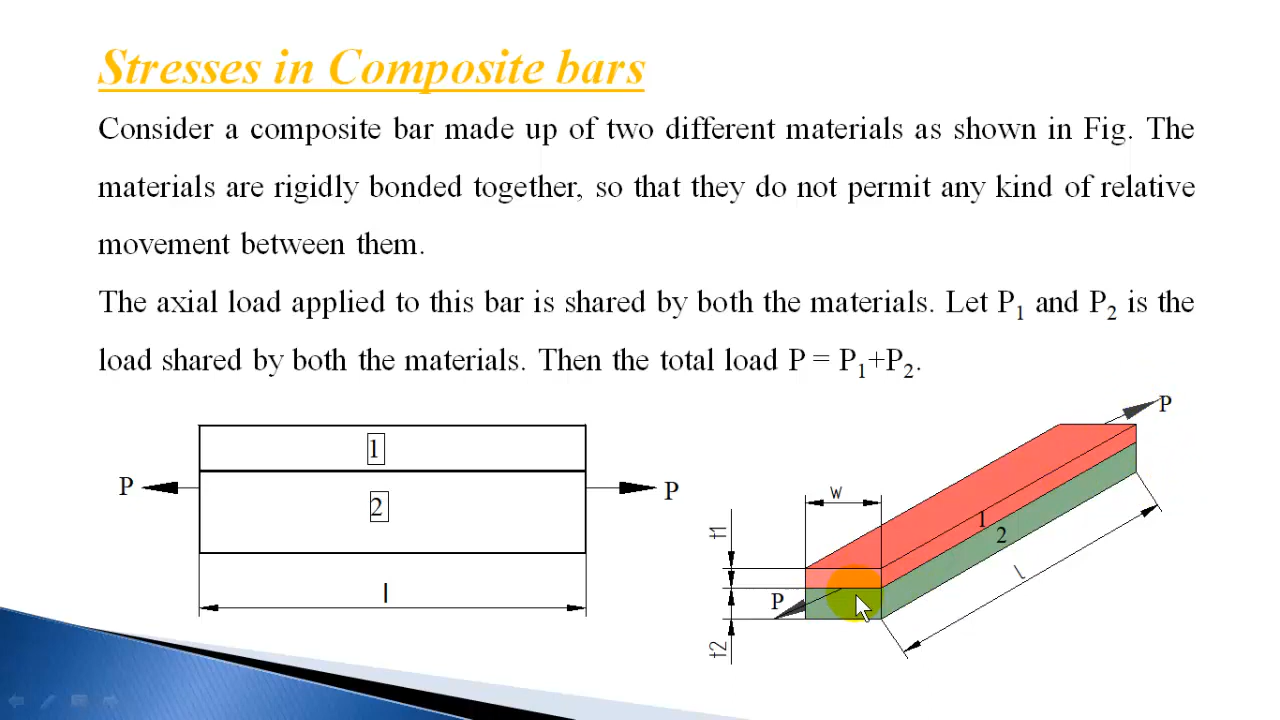 Stresses in Composite bars
Consider a composite bar made up of two different materials as shown in Fig. The
materials are rigidly bonded together, so that they do not permit any kind of relative
movement between them.
The axial load applied to this bar is shared by both the materials. Let P₁ and P₂ is the
load shared by both the materials. Then the total load P = P₁+P₂.
1
2
P
P
l
P
w
t1
1
2
l
P
t2